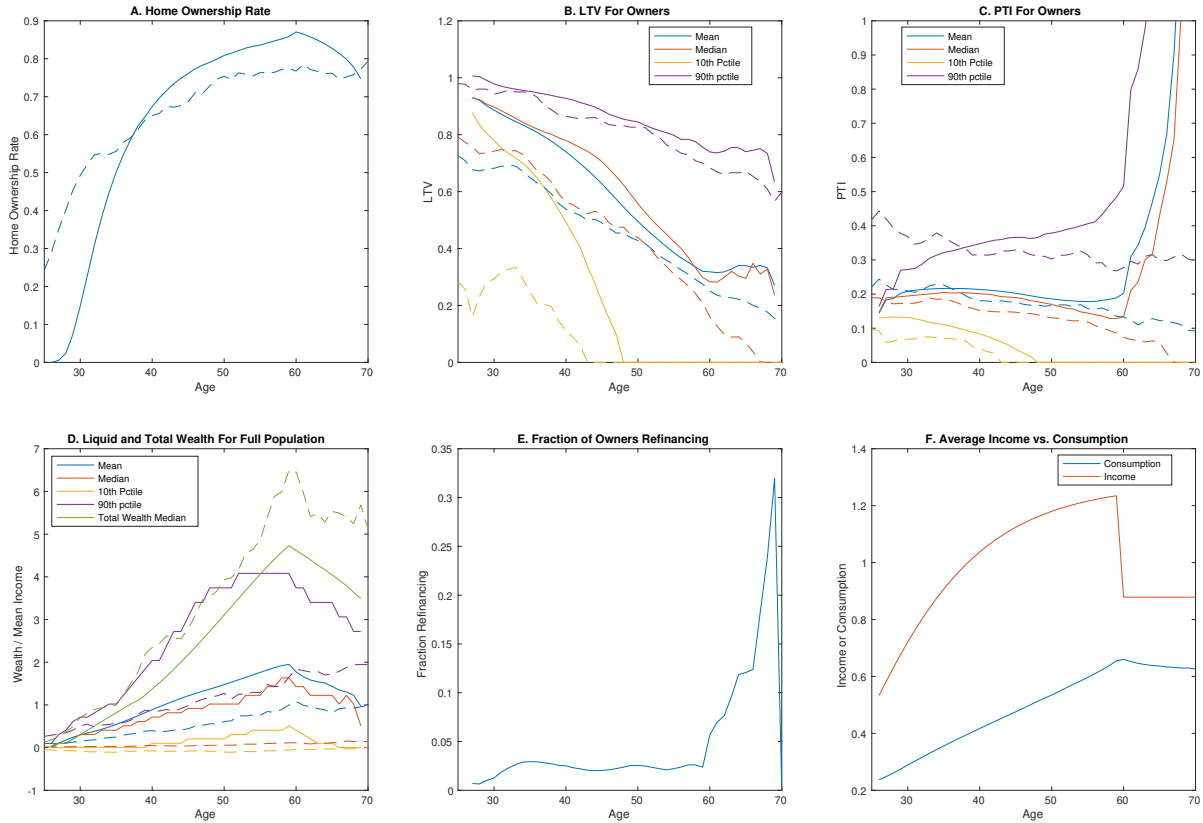 A. Home Ownership Rate
0.9
0.8
0.7
0.6
0.5
0.4
0.3
0.2
0.1
0
Home Ownership Rate
30
40
50
60
70
Age
B. LTV For Owners
Mean
Median
10th Pctile
90th pctile
1.2
1
0.8
0.6
0.4
0.2
0
LTV
30
40
50
60
70
Age
C. PTI For Owners
Mean
Median
10th Pctile
90th pctile
1
0.9
0.8
0.7
0.6
0.5
0.4
0.3
0.2
0.1
0
PTI
30
40
50
60
70
Age
D. Liquid and Total Wealth For Full Population
Mean
Median
10th Pctile
90th pctile
Total Wealth Median
7
6
5
4
3
2
1
0
-1
Wealth / Mean Income
30
40
50
60
70
Age
E. Fraction of Owners Refinancing
0.35
0.3
0.25
0.2
0.15
0.1
0.05
0
Fraction Refinancing
30
40
50
60
70
Age
F. Average Income vs. Consumption
Consumption
Income
1.4
1.2
1
0.8
0.6
0.4
0.2
Income or Consumption
30
40
50
60
70
Age